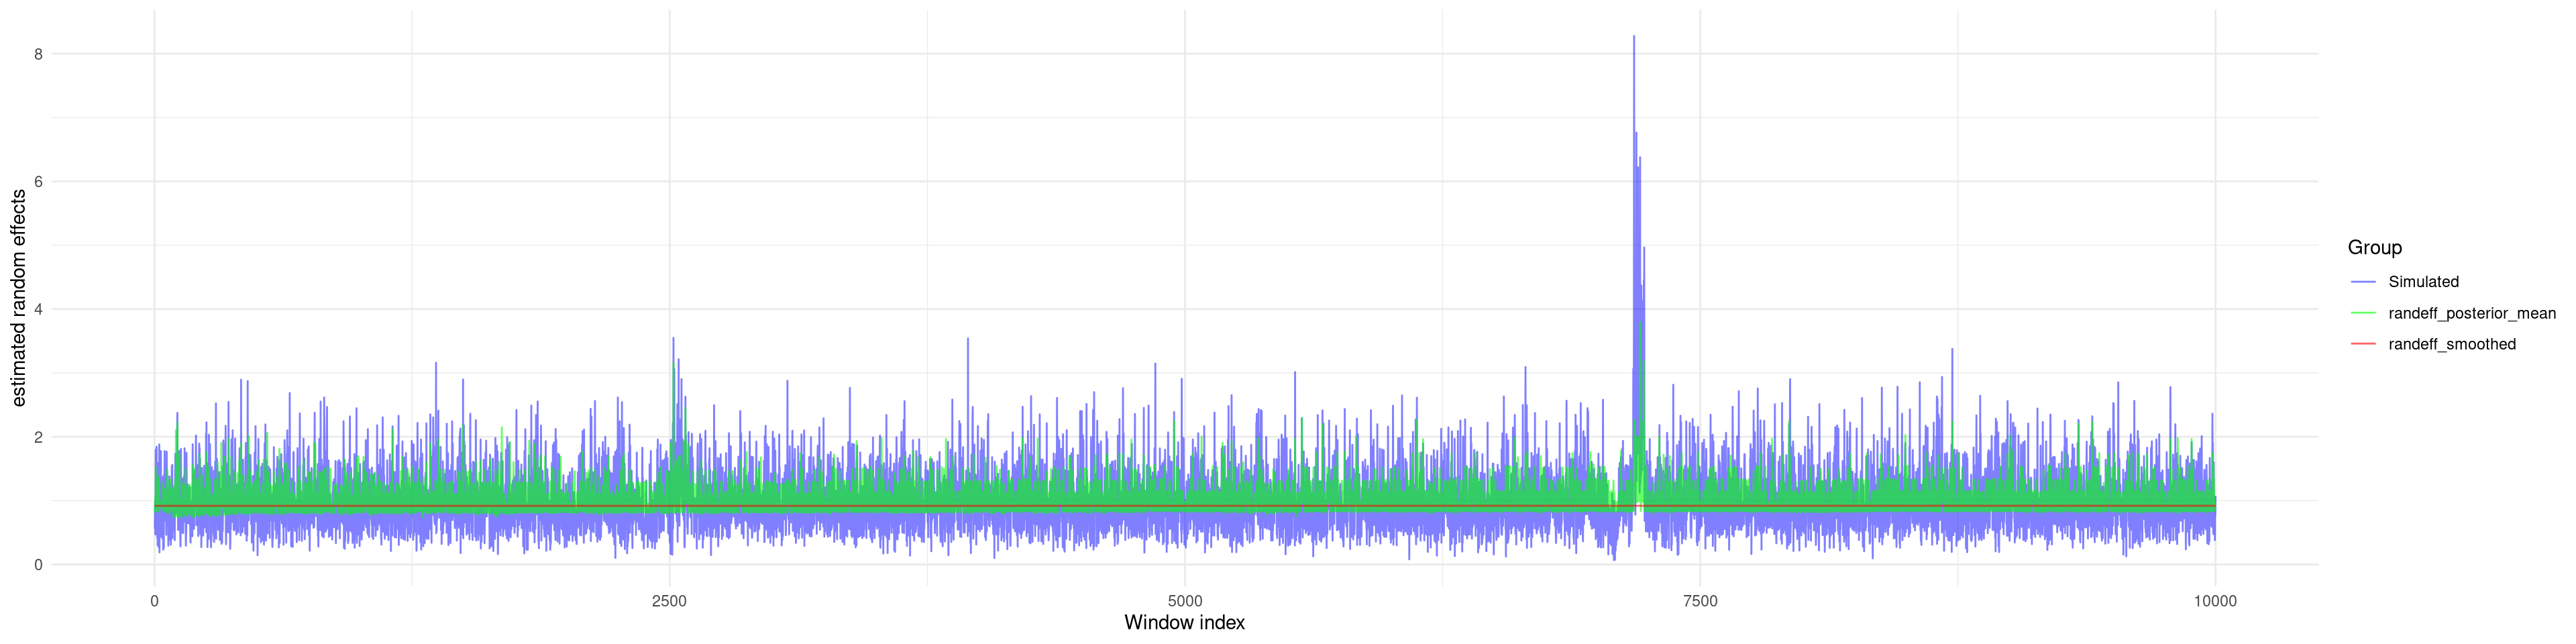 estimated random effects
8
6
4
2
0
0
2500
5000
7500
10000
Window index
Group
Simulated
randeff_posterior_mean
randeff_smoothed